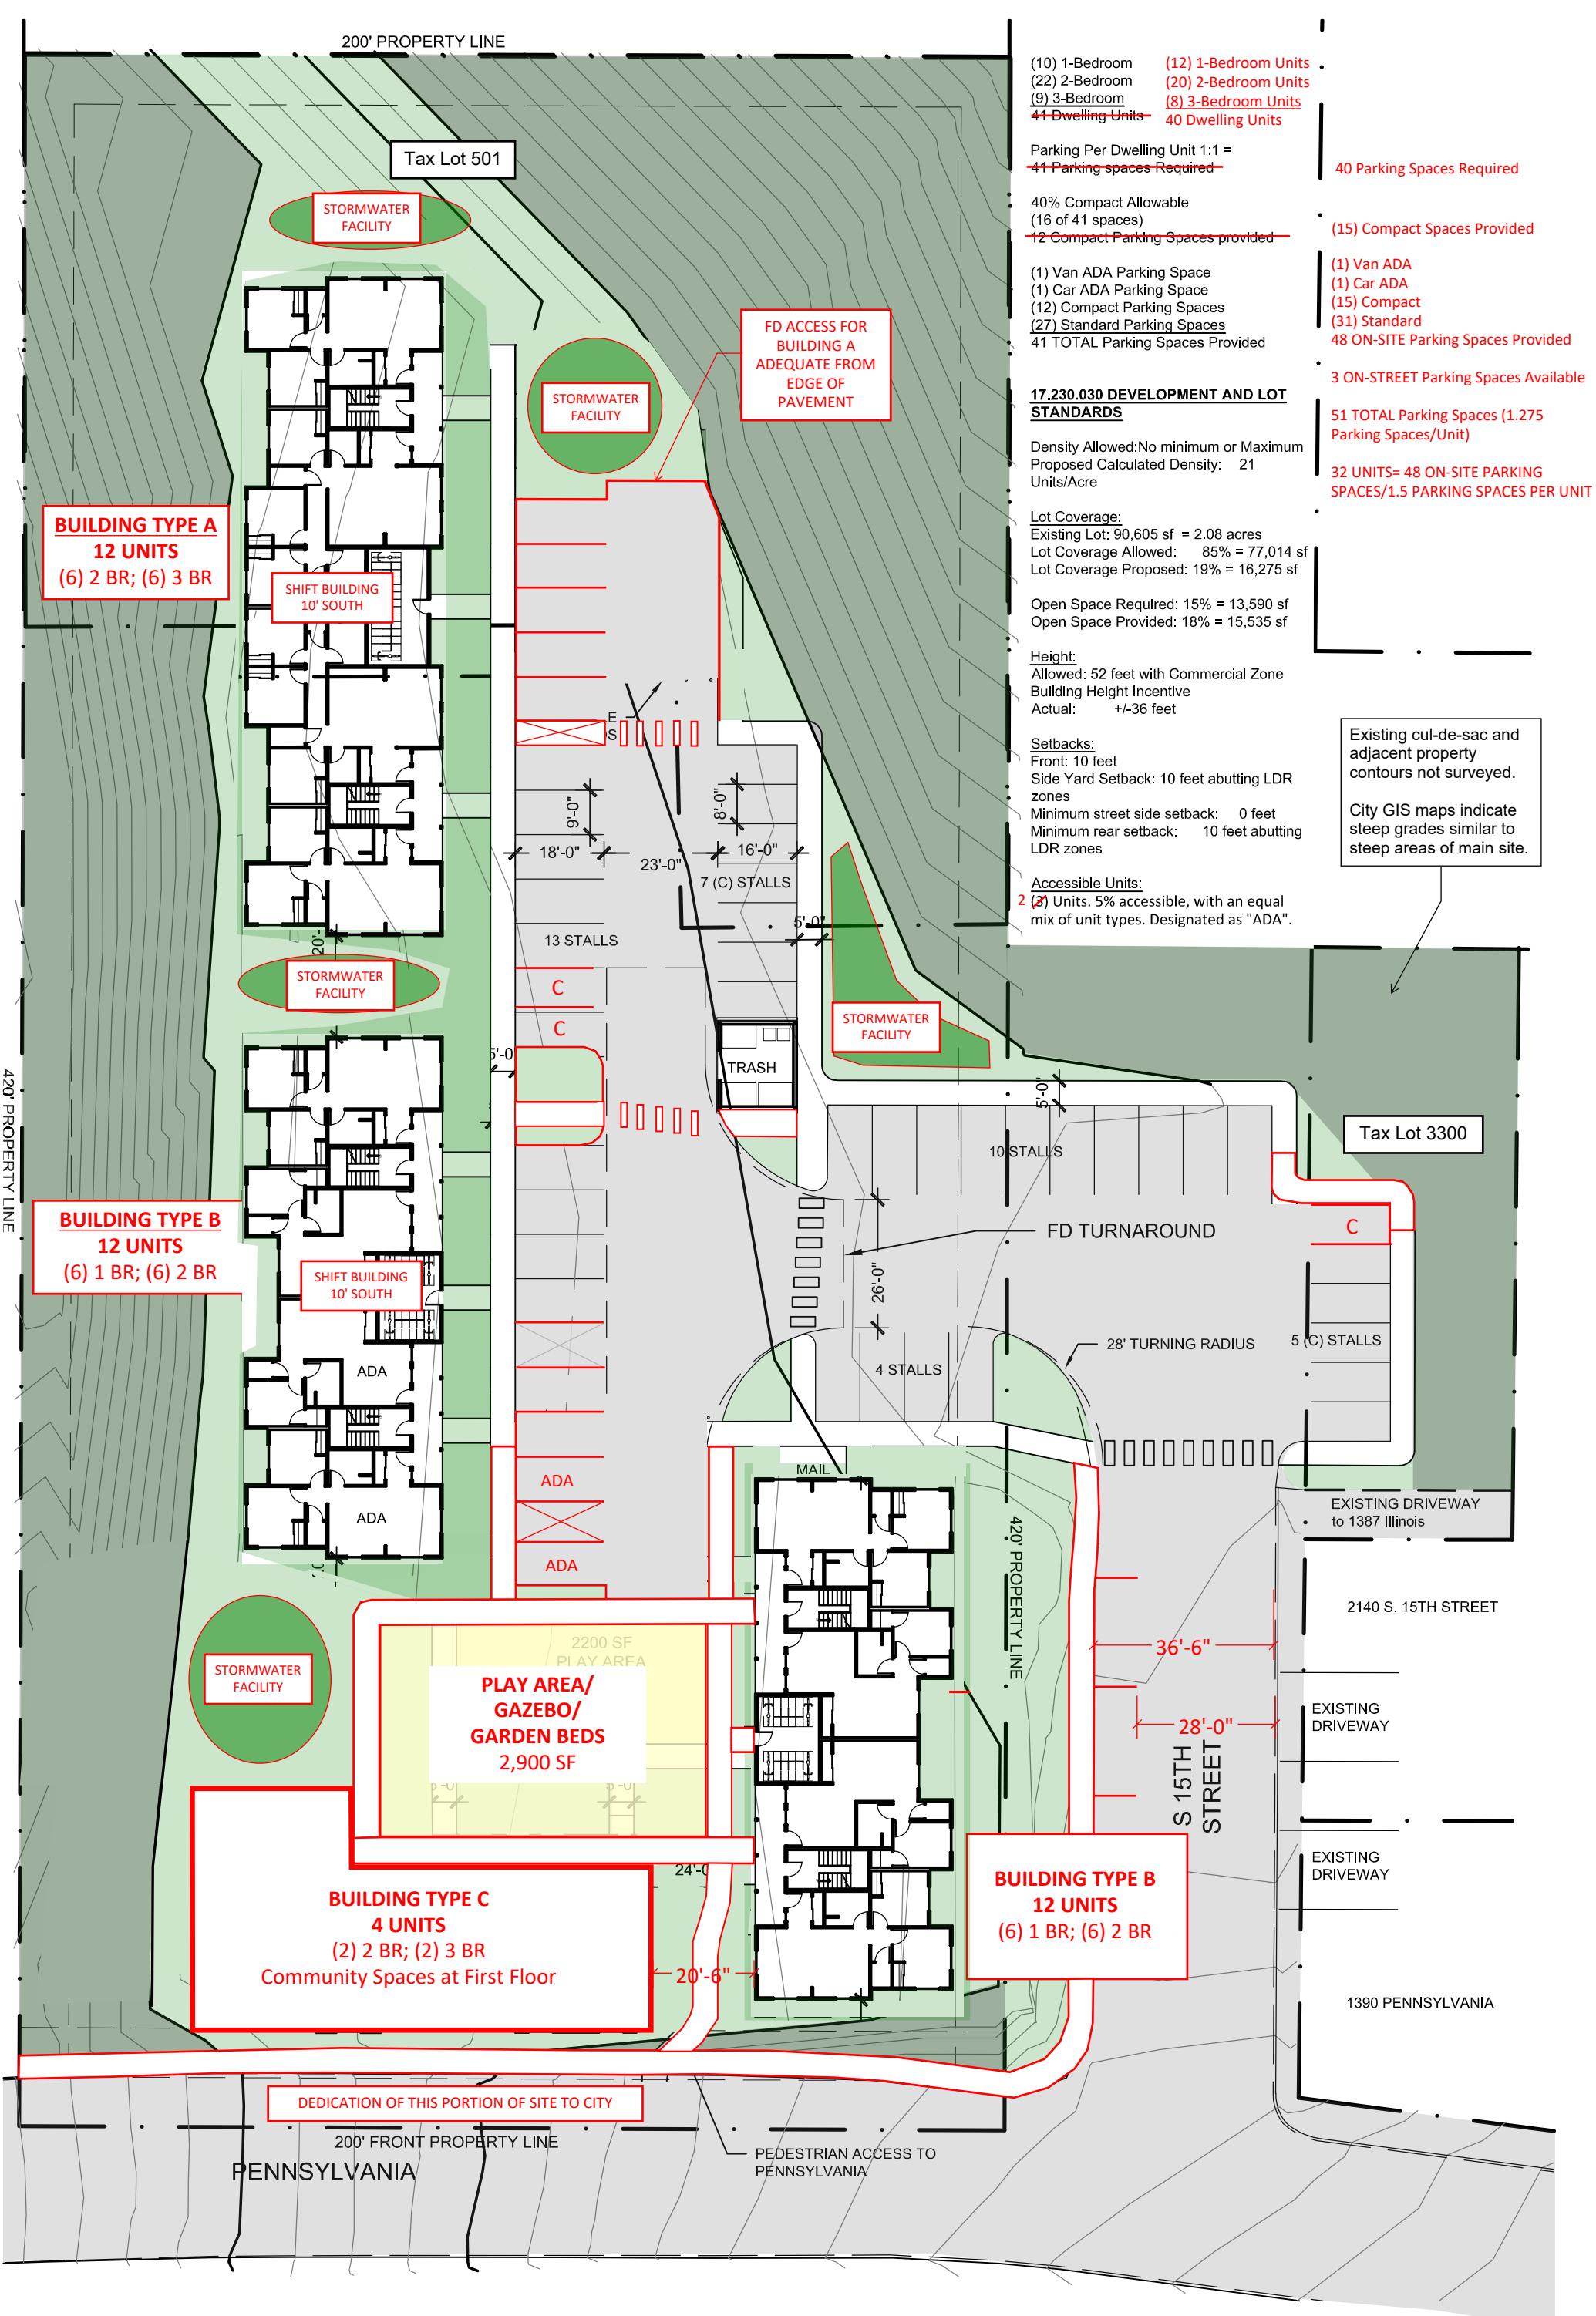 200' PROPERTY LINE
Tax Lot 501
STORMWATER
FACILITY
FD ACCESS FOR
BUILDING A
ADEQUATE FROM
EDGE OF
PAVEMENT
STORMWATER
FACILITY
BUILDING TYPE A
12 UNITS
(6) 2 BR; (6) 3 BR
SHIFT BUILDING
10' SOUTH
E
S
9'-0"
8'-0"
18'-0"
23'-0"
16'-0"
7 (C) STALLS
13 STALLS
5'-0"
20'-
STORMWATER
FACILITY
C
C
5'-0
TRASH
STORMWATER
FACILITY
5'-0"
420' PROPERTY LINE
10 STALLS
BUILDING TYPE B
12 UNITS
(6) 1 BR; (6) 2 BR
SHIFT BUILDING
10' SOUTH
FD TURNAROUND
26'-0"
28' TURNING RADIUS
4 STALLS
C
5 (C) STALLS
ADA
ADA
ADA
ADA
MAIL
(10) 1-Bedroom
(22) 2-Bedroom
(9) 3-Bedroom
41 Dwelling Units
(12) 1-Bedroom Units
(20) 2-Bedroom Units
(8) 3-Bedroom Units
40 Dwelling Units
Parking Per Dwelling Unit 1:1 =
41 Parking spaces Required
40 Parking Spaces Required
40% Compact Allowable
(16 of 41 spaces)
12 Compact Parking Spaces provided
(15) Compact Spaces Provided
(1) Van ADA Parking Space
(1) Car ADA Parking Space
(12) Compact Parking Spaces
(27) Standard Parking Spaces
41 TOTAL Parking Spaces Provided
(1) Van ADA
(1) Car ADA
(15) Compact
(31) Standard
48 ON-SITE Parking Spaces Provided
3 ON-STREET Parking Spaces Available
51 TOTAL Parking Spaces (1.275
Parking Spaces/Unit)
32 UNITS= 48 ON-SITE PARKING
SPACES/1.5 PARKING SPACES PER UNIT
17.230.030 DEVELOPMENT AND LOT
STANDARDS
Density Allowed:No minimum or Maximum
Proposed Calculated Density: 21
Units/Acre
Lot Coverage:
Existing Lot: 90,605 sf = 2.08 acres
Lot Coverage Allowed: 85% = 77,014 sf
Lot Coverage Proposed: 19% = 16,275 sf
Open Space Required: 15% = 13,590 sf
Open Space Provided: 18% = 15,535 sf
Height:
Allowed: 52 feet with Commercial Zone
Building Height Incentive
Actual: +/-36 feet
Setbacks:
Front: 10 feet
Side Yard Setback: 10 feet abutting LDR
zones
Minimum street side setback: 0 feet
Minimum rear setback: 10 feet abutting
LDR zones
Accessible Units:
2 (3) Units. 5% accessible, with an equal
mix of unit types. Designated as "ADA".
Existing cul-de-sac and
adjacent property
contours not surveyed.
City GIS maps indicate
steep grades similar to
steep areas of main site.
Tax Lot 3300
EXISTING DRIVEWAY
to 1387 Illinois
2140 S. 15TH STREET
420' PROPERTY LINE
36'-6"
28'-0"
S 15TH
STREET
EXISTING
DRIVEWAY
EXISTING
DRIVEWAY
1390 PENNSYLVANIA
STORMWATER
FACILITY
2200 SF
PLAY AREA
PLAY AREA/
GAZEBO/
GARDEN BEDS
2,900 SF
24'-0
BUILDING TYPE C
4 UNITS
(2) 2 BR; (2) 3 BR
Community Spaces at First Floor
20'-6"
BUILDING TYPE B
12 UNITS
(6) 1 BR; (6) 2 BR
DEDICATION OF THIS PORTION OF SITE TO CITY
200' FRONT PROPERTY LINE
PENNSYLVANIA
PEDESTRIAN ACCESS TO
PENNSYLVANIA